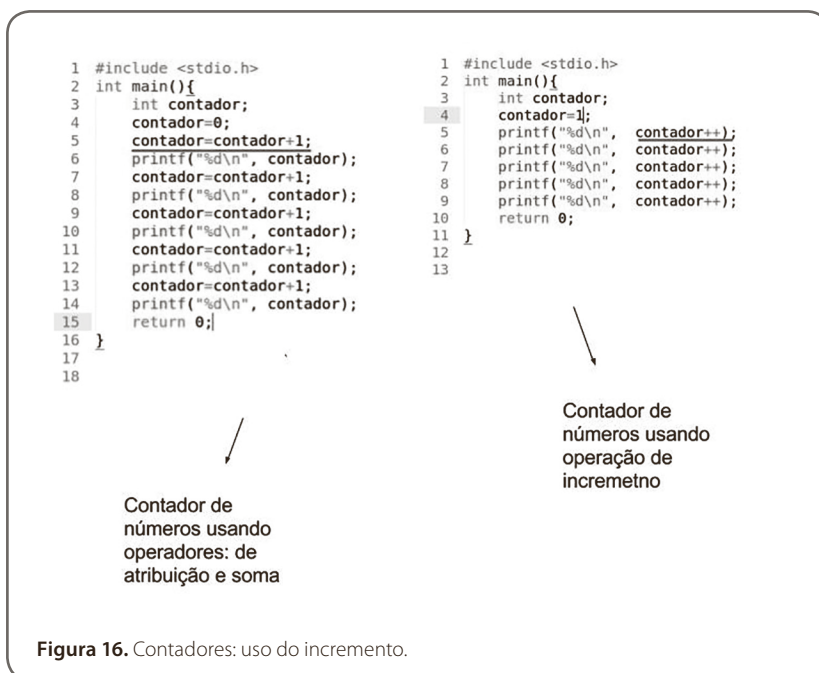 1 #include <stdio.h>
2 int main(){
3 int contador;
4 contador=0;
5 contador=contador+1;
6 printf("%d\n", contador);
7 contador=contador+1;
8 printf("%d\n", contador);
9 contador=contador+1;
10 printf("%d\n", contador);
11 contador=contador+1;
12 printf("%d\n", contador);
13 contador=contador+1;
14 printf("%d\n", contador);
15 return 0;
16 }
17
18
Contador de
números usando
operadores: de
atribuição e soma
1 #include <stdio.h>
2 int main(){
3 int contador;
4 contador=1;
5 printf("%d\n", contador++);
6 printf("%d\n", contador++);
7 printf("%d\n", contador++);
8 printf("%d\n", contador++);
9 printf("%d\n", contador++);
10 return 0;
11 }
12
13
Contador de
números usando
operação de
incremetno
Figura 16. Contadores: uso do incremento.